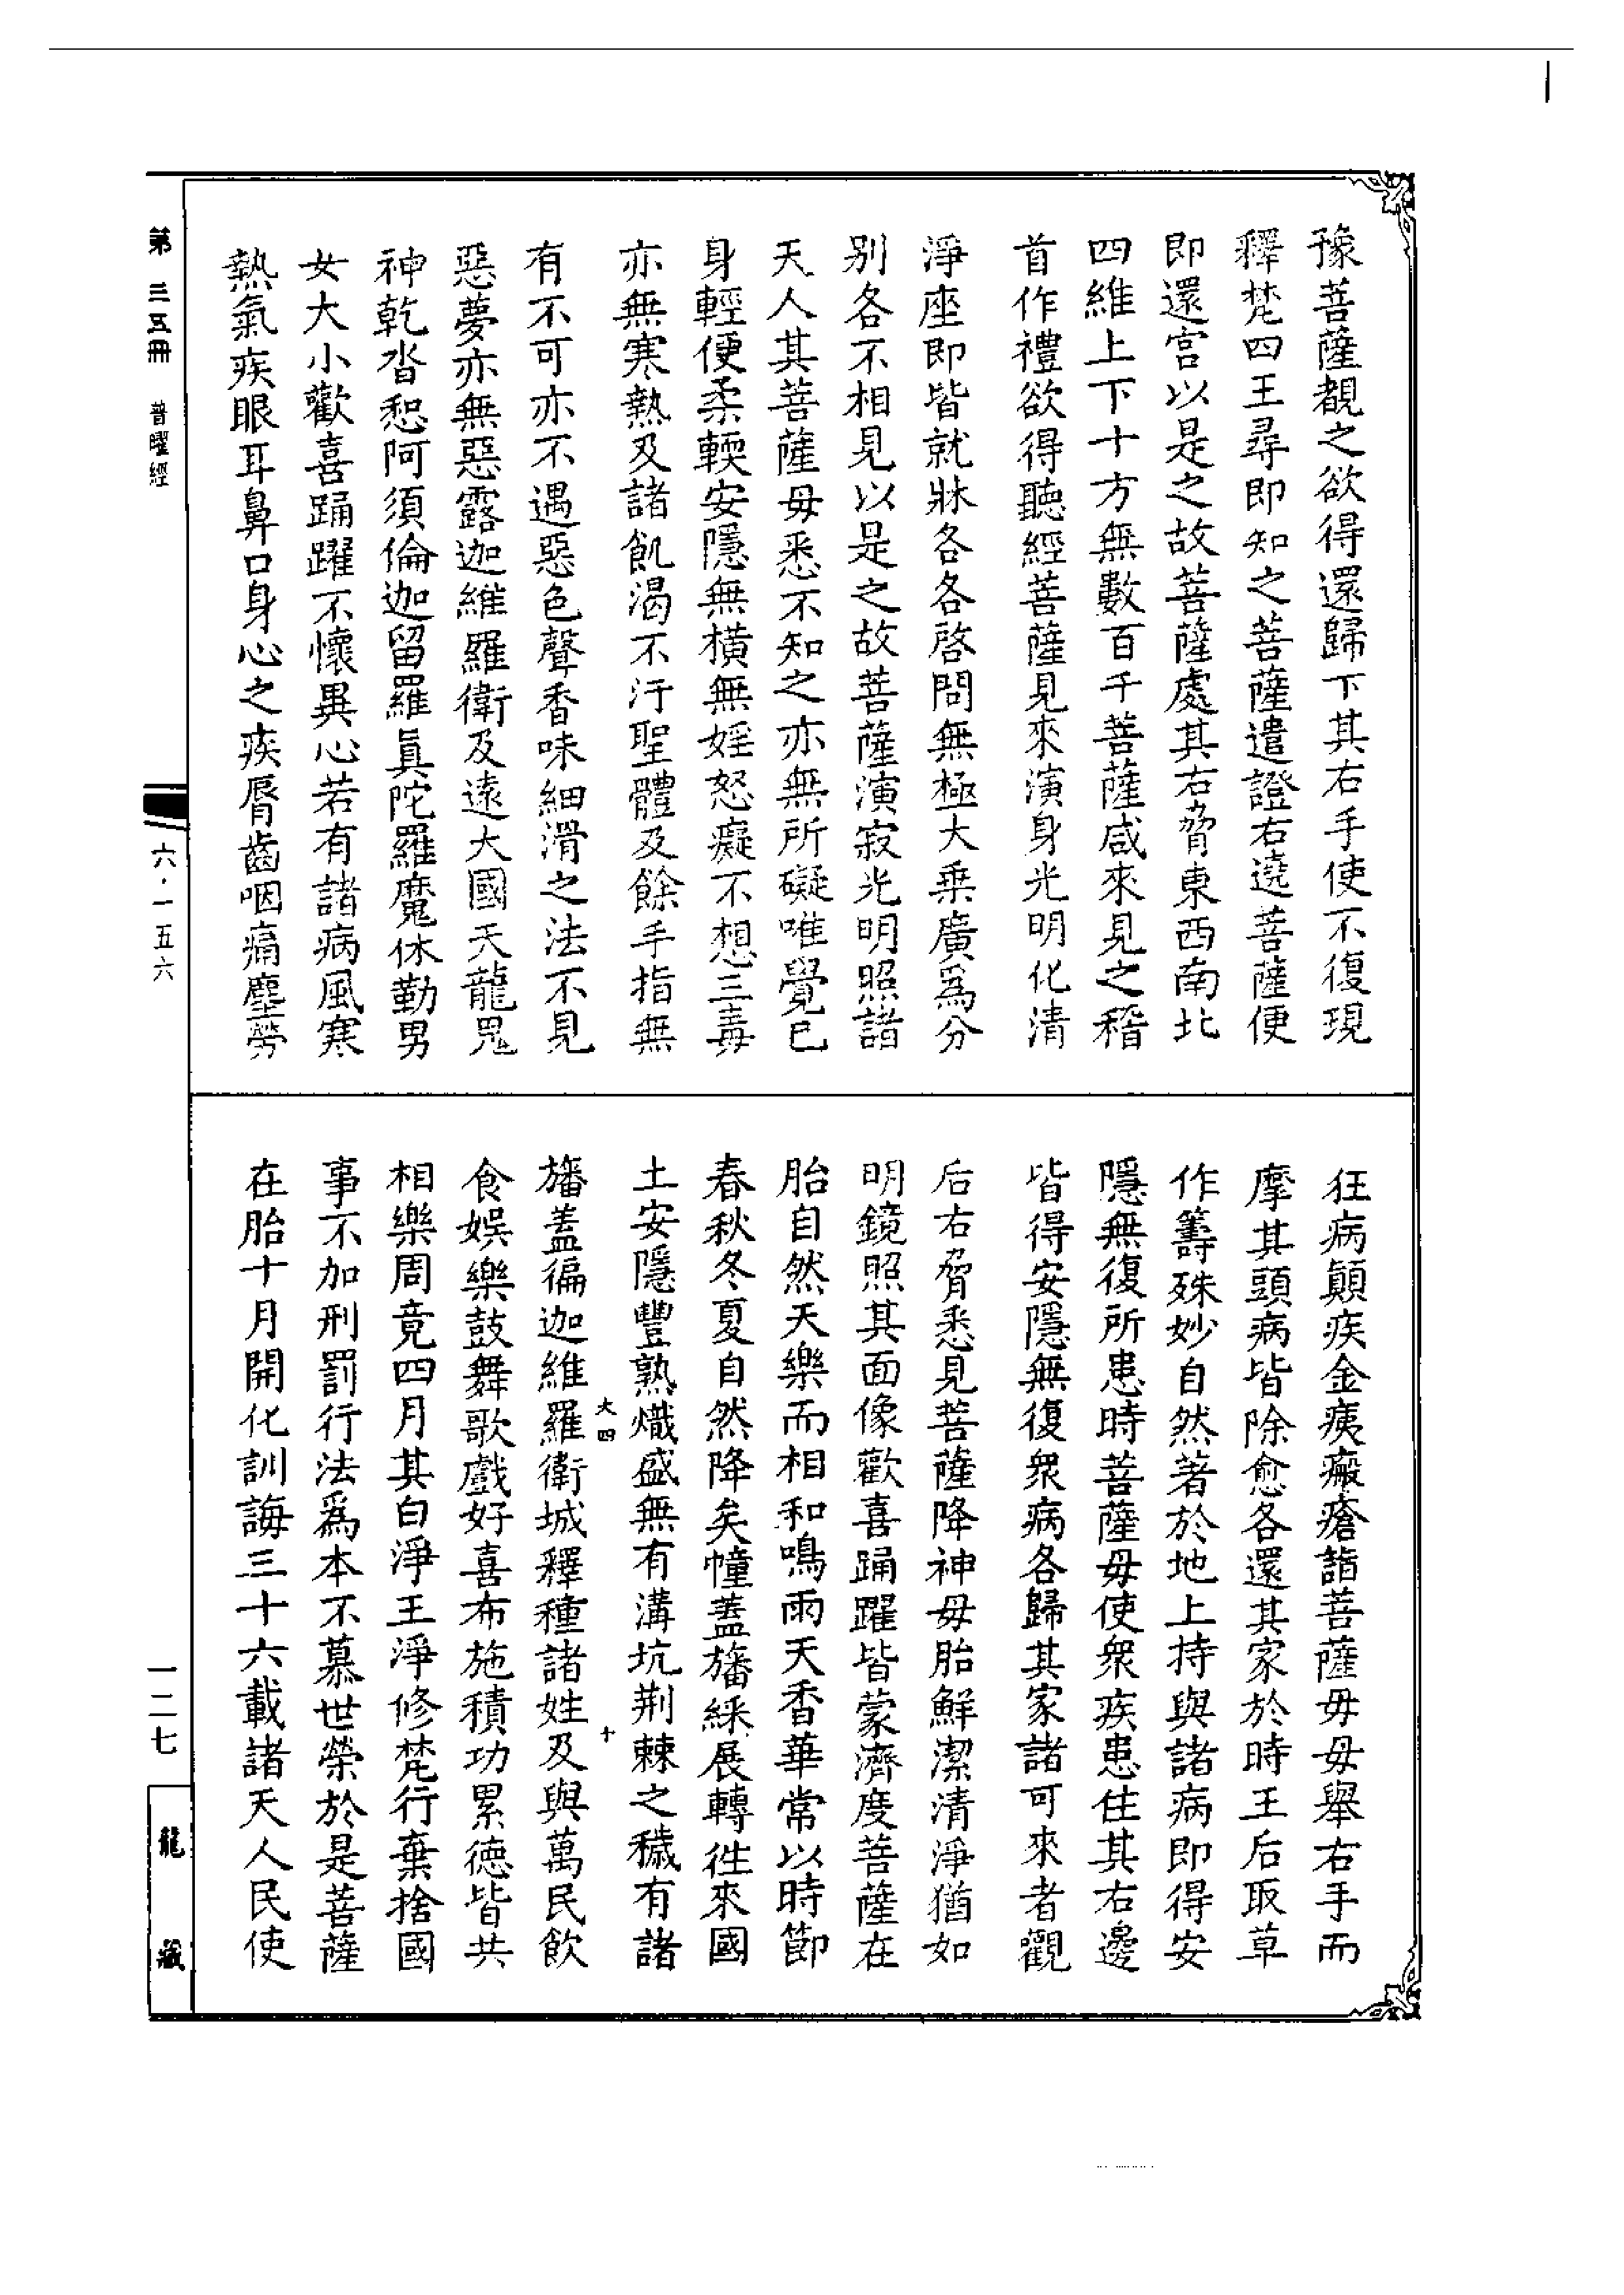 豫菩薩覩之欲得還歸下其右手使不復現
釋梵四王尋即知之菩薩遣證右遶菩薩便
即還宮以是之故菩薩處其右脅東西南北
四維上下十方無數百千菩薩咸來見之稽
首作禮欲得聽經菩薩見來演身光明化清
淨座即皆就牀各各啓問無極大乘廣爲分
别各不相見以是之故菩薩演寂光明照諸
天人其菩薩毋悉不知之亦無所礙唯覺已
身輕便柔輭安隱無橫無婬怒癡不想三毒
亦無寒熱及諸飢渴不汙聖體及餘手指無
有不可亦不遇惡色聲香味細滑之法不見
惡夢亦無惡露迦維羅衛及遠大國天龍鬼
神乾沓惒阿須倫迦留羅眞陀羅魔休勒男
女大小歡喜踊躍不懷異心若有諸病風寒
熱氣疾眼耳鼻口身心之疾脣齒咽痛塵勞
狂病顛疾金痍瘢瘡詣菩薩毋毋舉右手而
摩其頭病皆除愈各還其家於時王后取草
作籌殊妙自然著於地上持與諸病即得安
隱無復所患時菩薩毋使衆疾患住其右邊
皆得安隱無復衆病各歸其家諸可來者觀
后右脅悉見菩薩降神毋胎鮮潔清淨猶如
明鏡照其面像歡喜踊躍皆蒙濟度菩薩在
胎自然天樂而相和鳴雨天香華常以時節
春秋冬夏自然降矣幢蓋旛綵展轉徃來國
土安隱豐熟熾盛無有溝坑荆棘之穢有諸
大四
十
旛蓋徧迦維羅衛城釋種諸姓及與萬民飲
食娛樂鼓舞歌戲好喜布施積功累德皆共
相樂周竟四月其白淨王淨修梵行棄捨國
事不加刑罰行法爲本不慕世榮於是菩薩
在胎十月開化訓誨三十六載諸天人民使
第三五冊
普曜經
六·一五六
一二七
龍藏